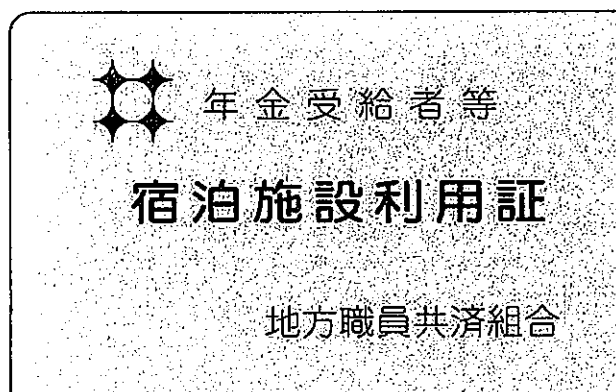 年金受給者等
宿泊施設利用証
地方職員共済組合